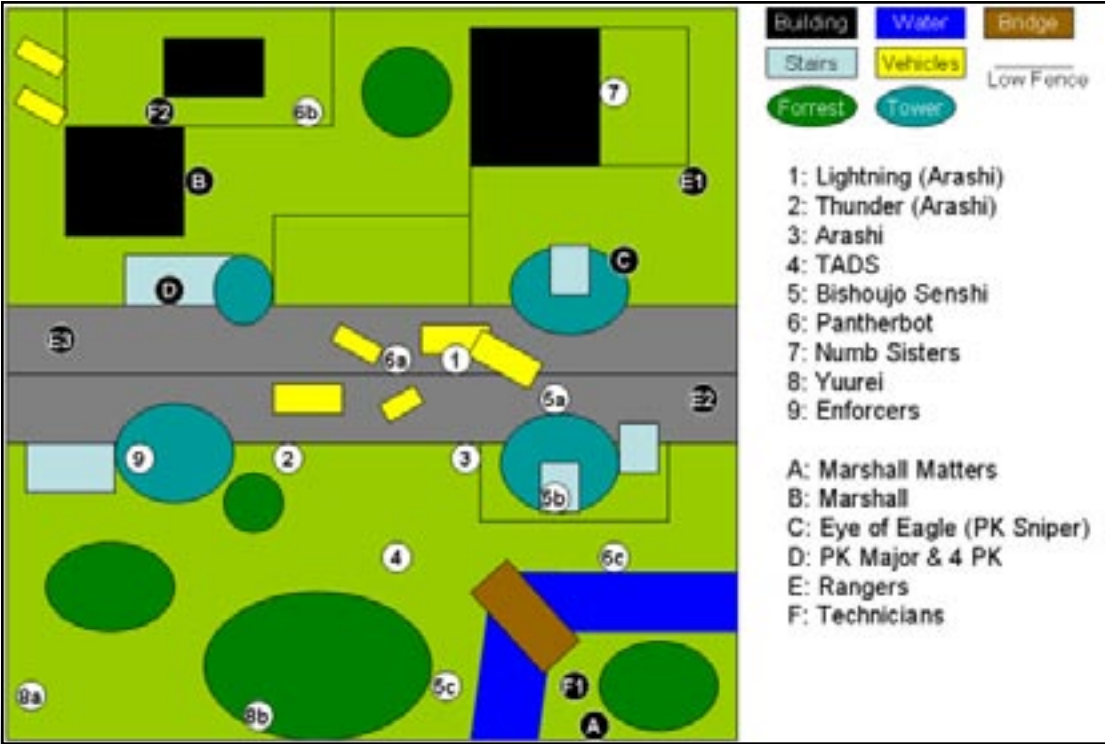 Building Water Bridge
Stairs Vehicles Low Fence
Forrest Tower
1: Lightning (Arashi)
2: Thunder (Arashi)
3: Arashi
4: TADS
5: Bishoujo Senshi
6: Pantherbot
7: Numb Sisters
8: Yuurei
9: Enforcers
A: Marshall Matters
B: Marshall
C: Eye of Eagle (PK Sniper)
D: PK Major & 4 PK
E: Rangers
F: Technicians
7
F2 6b
B E1
C
D
E3 6a 1
5a E2
9 2 3
5b
4 6c
5c F1
8a
8b A